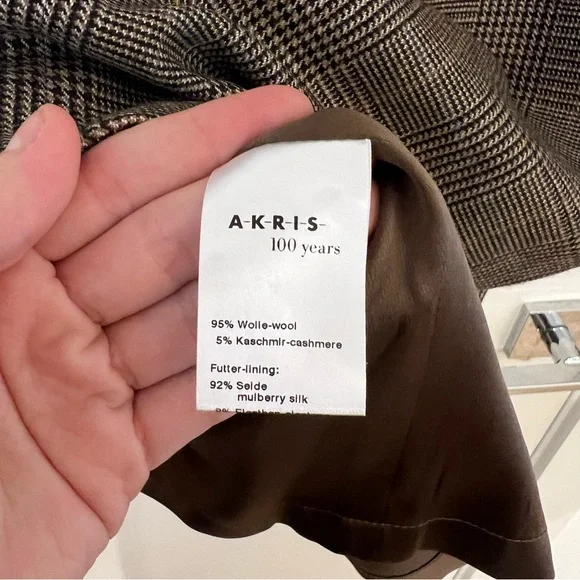 A-K-R-I-S-
100 years
95% Wolle-wool
5% Kaschmir-cashmere
Futter-lining:
92% Seide
mulberry silk